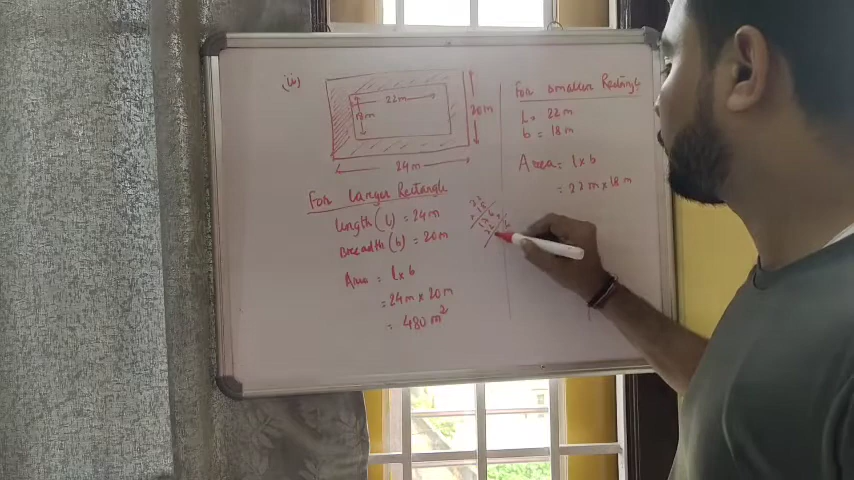 (ii)
22m
18m
20m
24m
For larger Rectangle
length (l) = 24m
Breadth (b) = 20m
Area = l x b
= 24m x 20m
= 480 m²
For smaller Rectangle
L = 22m
b = 18m
Area = l x b
= 22m x 18m